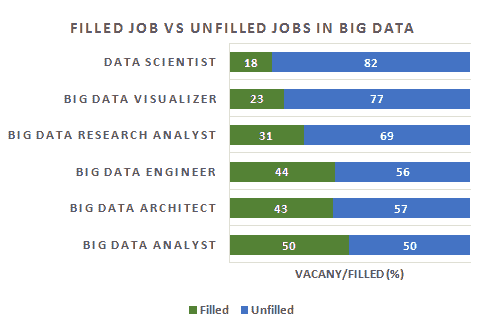 FILLED JOB VS UNFILLED JOBS IN BIG DATA
DATA SCIENTIST 18 82
BIG DATA VISUALIZER 23 77
BIG DATA RESEARCH ANALYST 31 69
BIG DATA ENGINEER 44 56
BIG DATA ARCHITECT 43 57
BIG DATA ANALYST 50 50
VACANY/FILLED (%)
Filled Unfilled